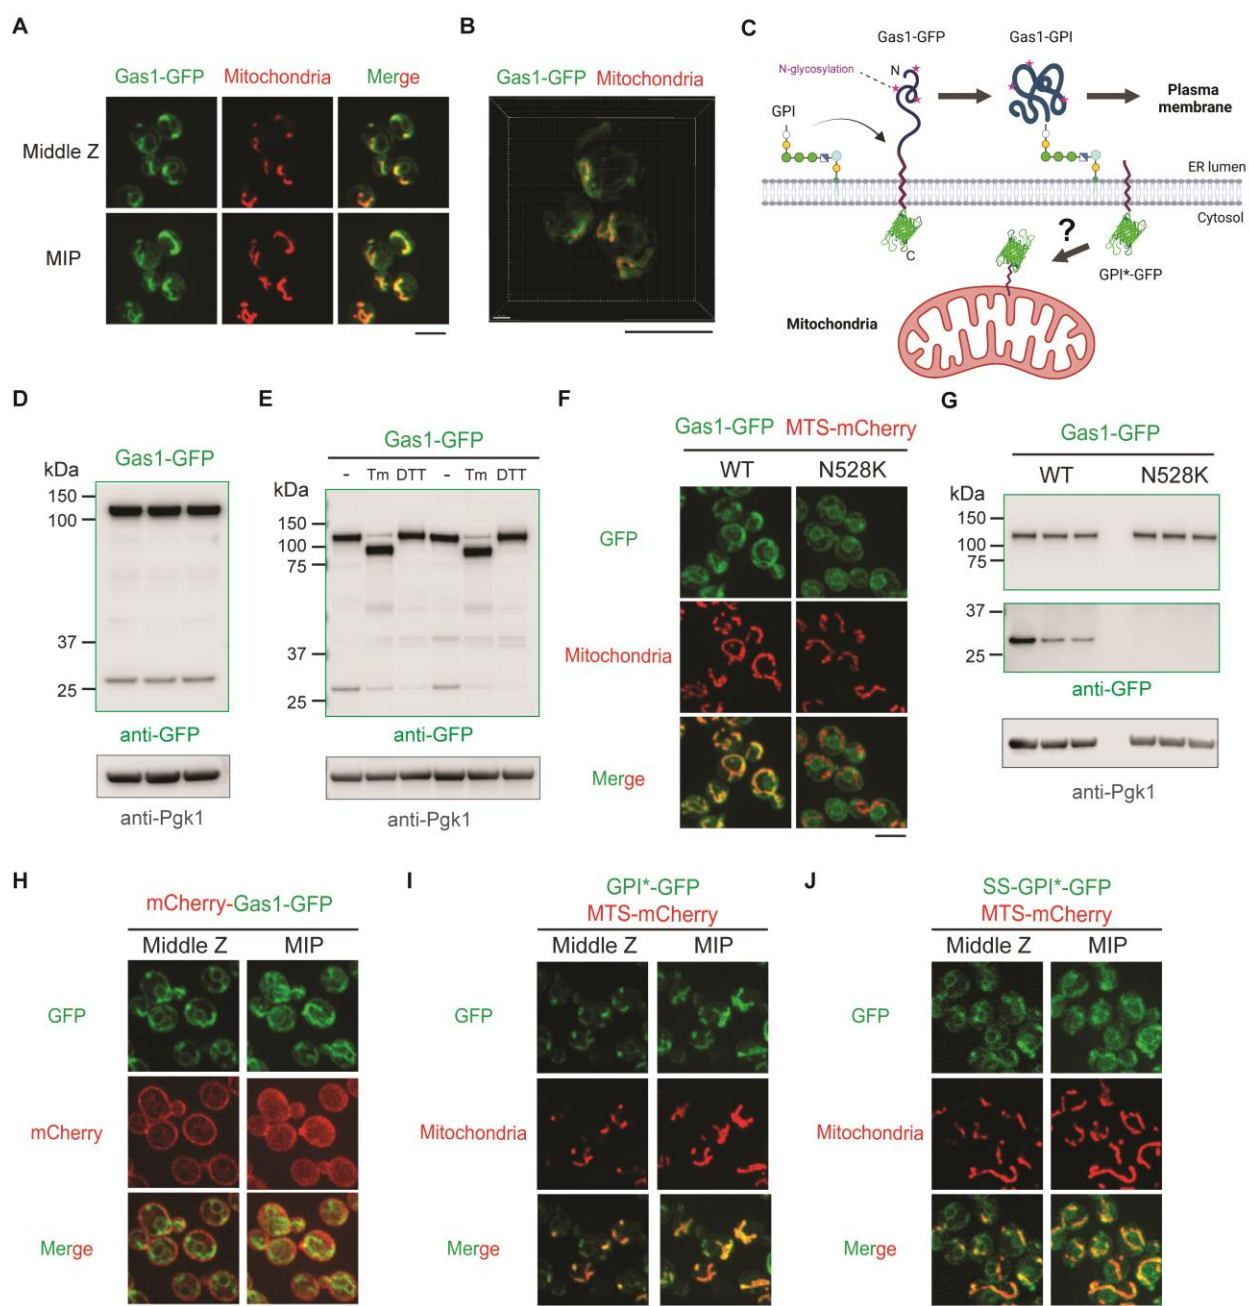 A
Gas1-GFP Mitochondria Merge
Middle Z
MIP
B
Gas1-GFP Mitochondria
C
Gas1-GFP Gas1-GPI
N-glycosylation
N
GPI
Plasma
membrane
ER lumen
Cytosol
C
?
GPI*-GFP
Mitochondria
D
Gas1-GFP
kDa
150
100
37
25
anti-GFP
anti-Pgk1
E
Gas1-GFP
- Tm DTT - Tm DTT
kDa
150
100
75
37
25
anti-GFP
anti-Pgk1
F
Gas1-GFP MTS-mCherry
WT N528K
GFP
Mitochondria
Merge
G
Gas1-GFP
WT N528K
kDa
150
100
75
37
25
anti-GFP
anti-Pgk1
H
mCherry-Gas1-GFP
Middle Z MIP
GFP
mCherry
Merge
I
GPI*-GFP
MTS-mCherry
Middle Z MIP
GFP
Mitochondria
Merge
J
SS-GPI*-GFP
MTS-mCherry
Middle Z MIP
GFP
Mitochondria
Merge